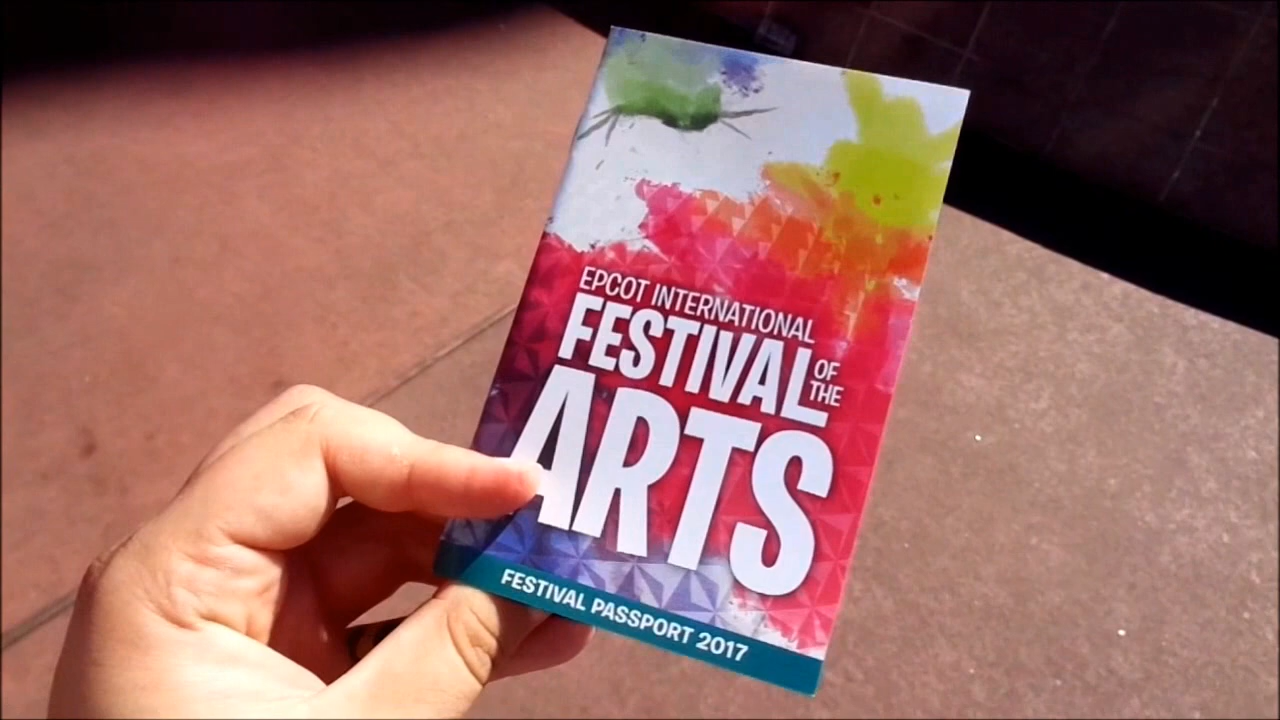 EPCOT INTERNATIONAL
FESTIVAL OF THE
ARTS
FESTIVAL PASSPORT 2017